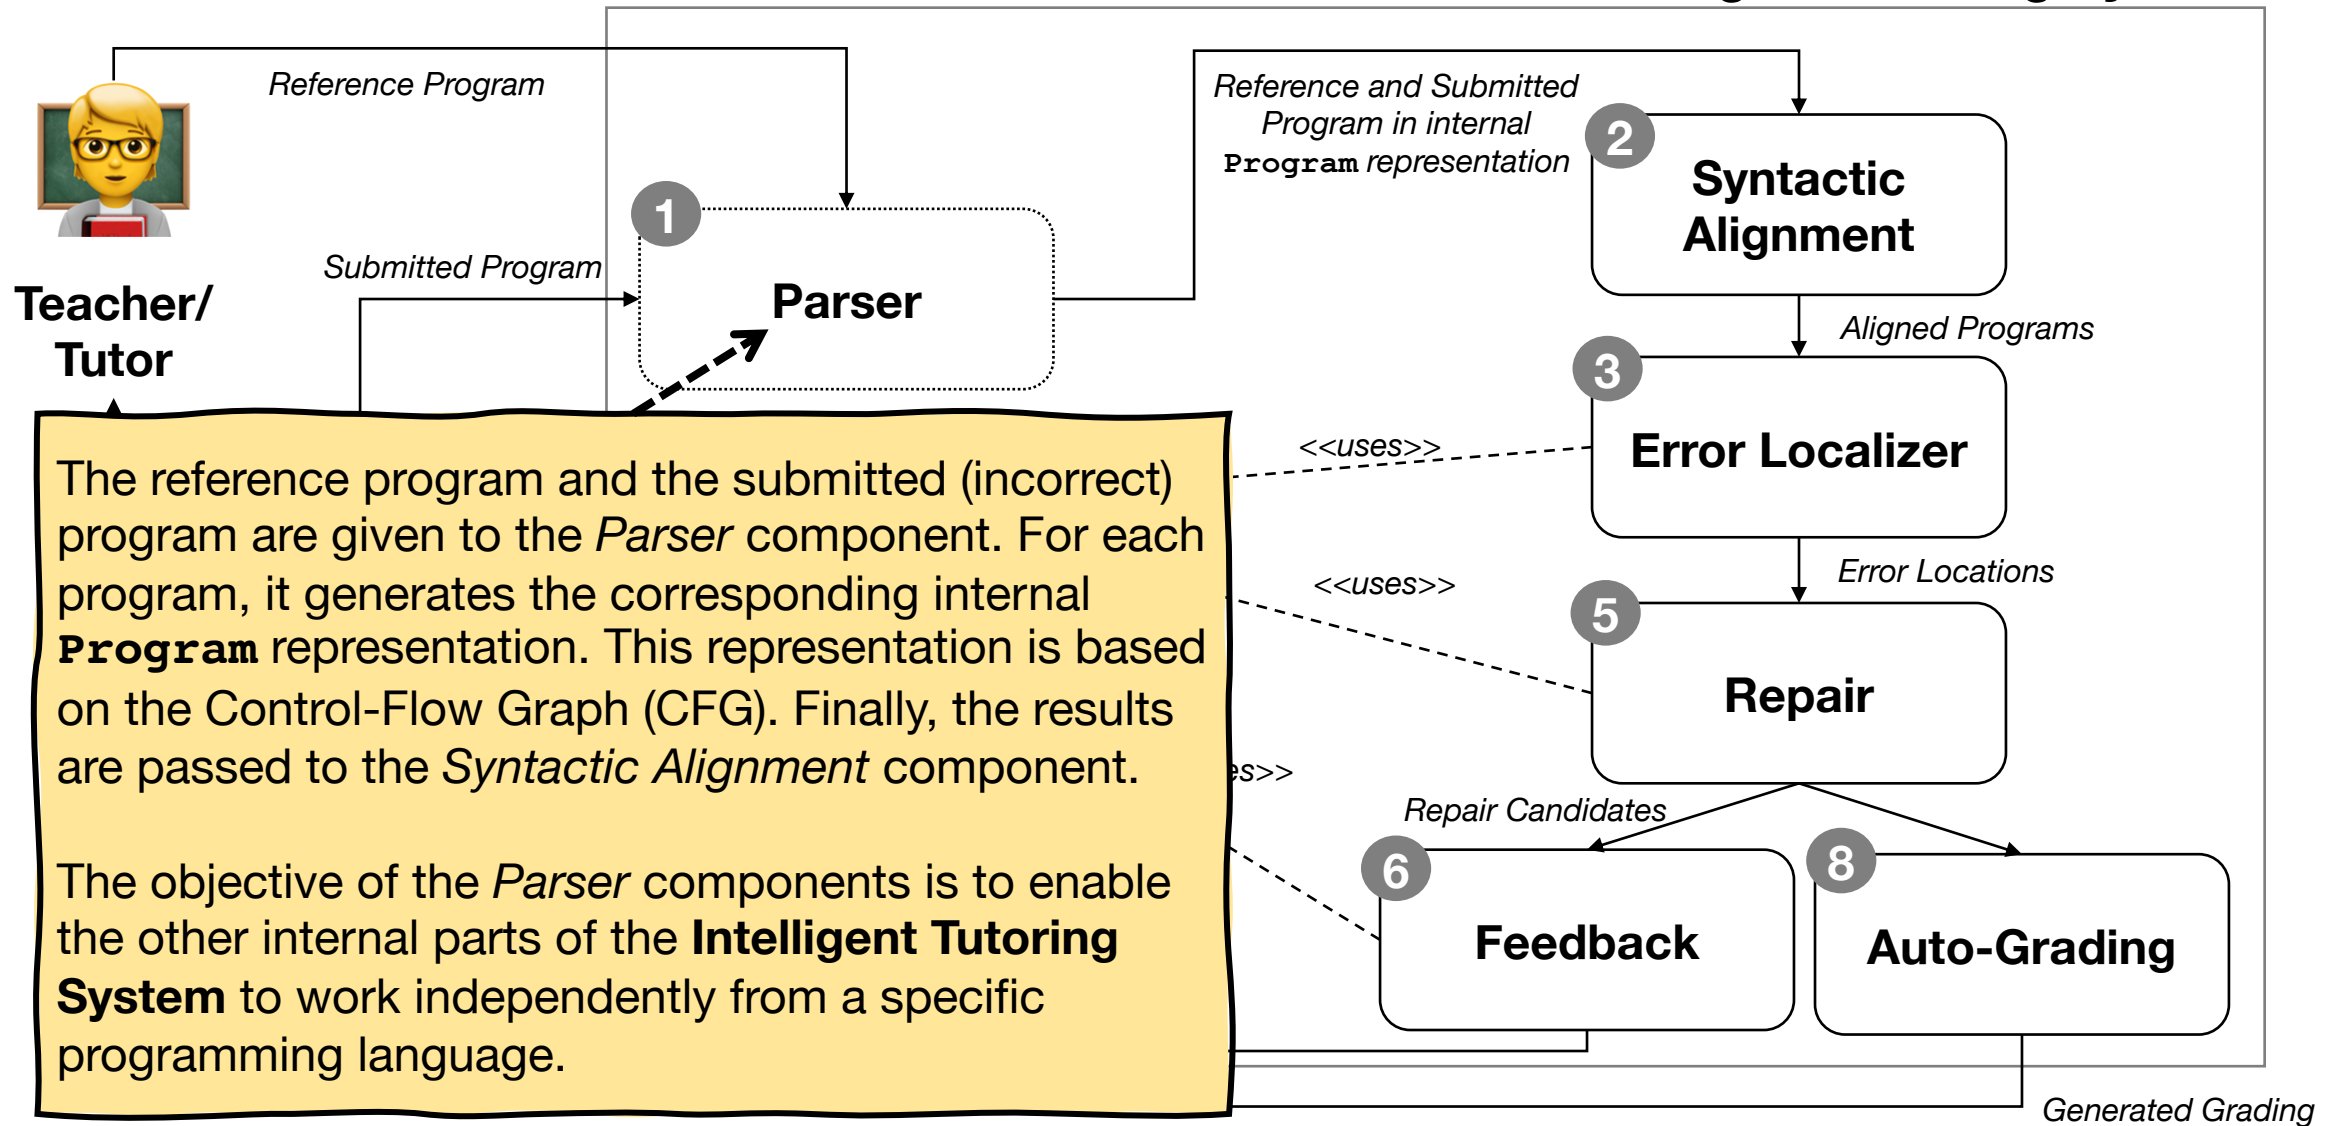 Reference Program
Reference and Submitted
Program in internal
Program representation
2
Syntactic
Alignment
1
Submitted Program
Parser
Teacher/
Tutor
Aligned Programs
3
Error Localizer
<<uses>>
The reference program and the submitted (incorrect)
program are given to the Parser component. For each
program, it generates the corresponding internal
Program representation. This representation is based
on the Control-Flow Graph (CFG). Finally, the results
are passed to the Syntactic Alignment component.
The objective of the Parser components is to enable
the other internal parts of the Intelligent Tutoring
System to work independently from a specific
programming language.
Error Locations
<<uses>>
5
Repair
es>>
Repair Candidates
6
Feedback
8
Auto-Grading
Generated Grading